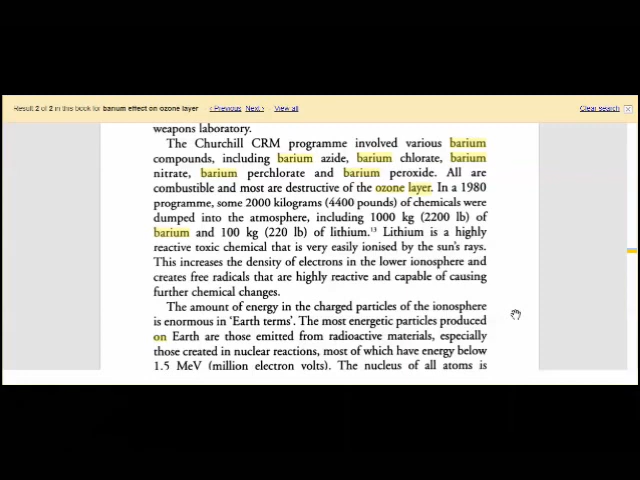 Result 2 of 2 in this book for barium effect on ozone layer ‹ Previous Next › View all Clear search
weapons laboratory.
The Churchill CRM programme involved various barium
compounds, including barium azide, barium chlorate, barium
nitrate, barium perchlorate and barium peroxide. All are
combustible and most are destructive of the ozone layer. In a 1980
programme, some 2000 kilograms (4400 pounds) of chemicals were
dumped into the atmosphere, including 1000 kg (2200 lb) of
barium and 100 kg (220 lb) of lithium.¹³ Lithium is a highly
reactive toxic chemical that is very easily ionised by the sun's rays.
This increases the density of electrons in the lower ionosphere and
creates free radicals that are highly reactive and capable of causing
further chemical changes.
The amount of energy in the charged particles of the ionosphere
is enormous in 'Earth terms'. The most energetic particles produced
on Earth are those emitted from radioactive materials, especially
those created in nuclear reactions, most of which have energy below
1.5 MeV (million electron volts). The nucleus of all atoms is